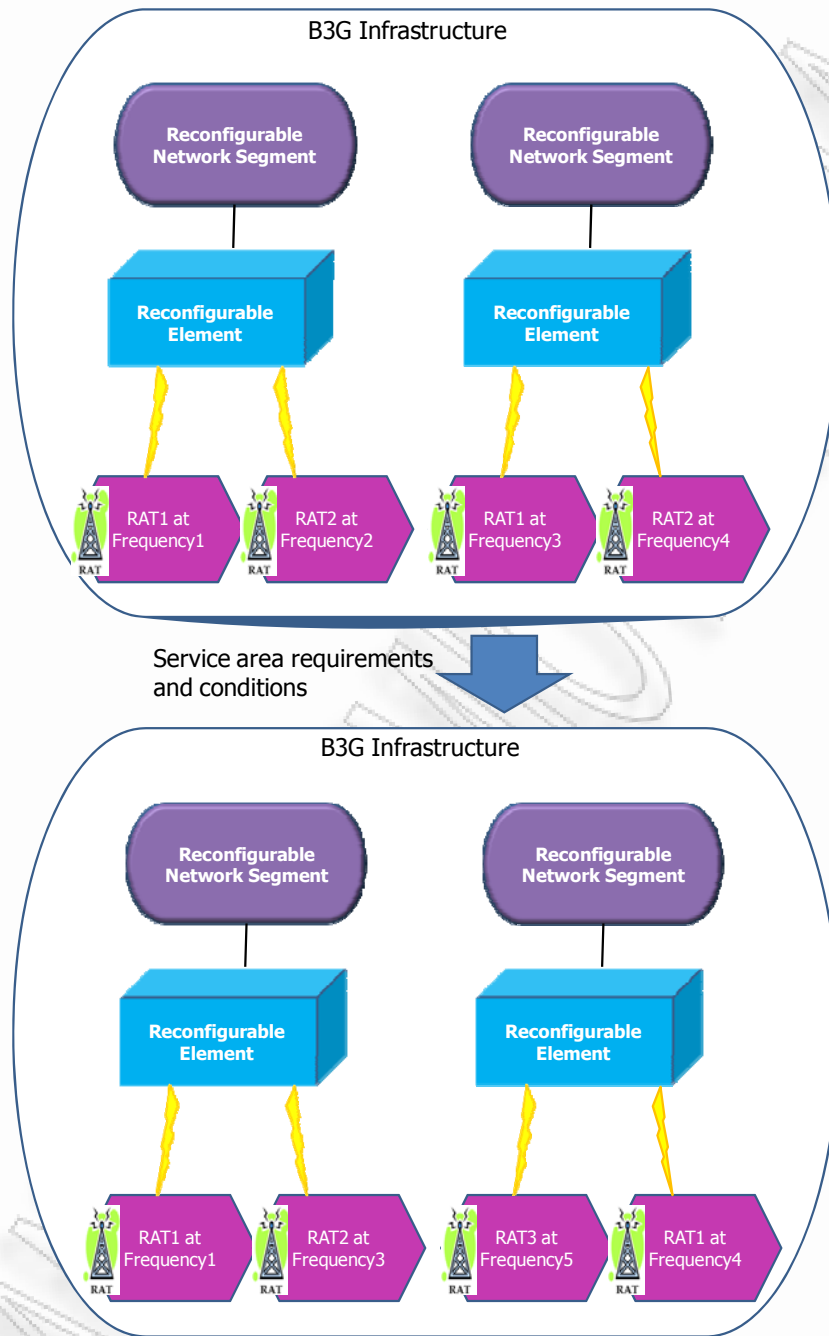 B3G Infrastructure
Reconfigurable
Network Segment
Reconfigurable
Network Segment
Reconfigurable
Element
Reconfigurable
Element
RAT1 at
Frequency1
RAT
RAT2 at
Frequency2
RAT
RAT1 at
Frequency3
RAT
RAT2 at
Frequency4
RAT
Service area requirements
and conditions
B3G Infrastructure
Reconfigurable
Network Segment
Reconfigurable
Network Segment
Reconfigurable
Element
Reconfigurable
Element
RAT1 at
Frequency1
RAT
RAT2 at
Frequency3
RAT
RAT3 at
Frequency5
RAT
RAT1 at
Frequency4
RAT